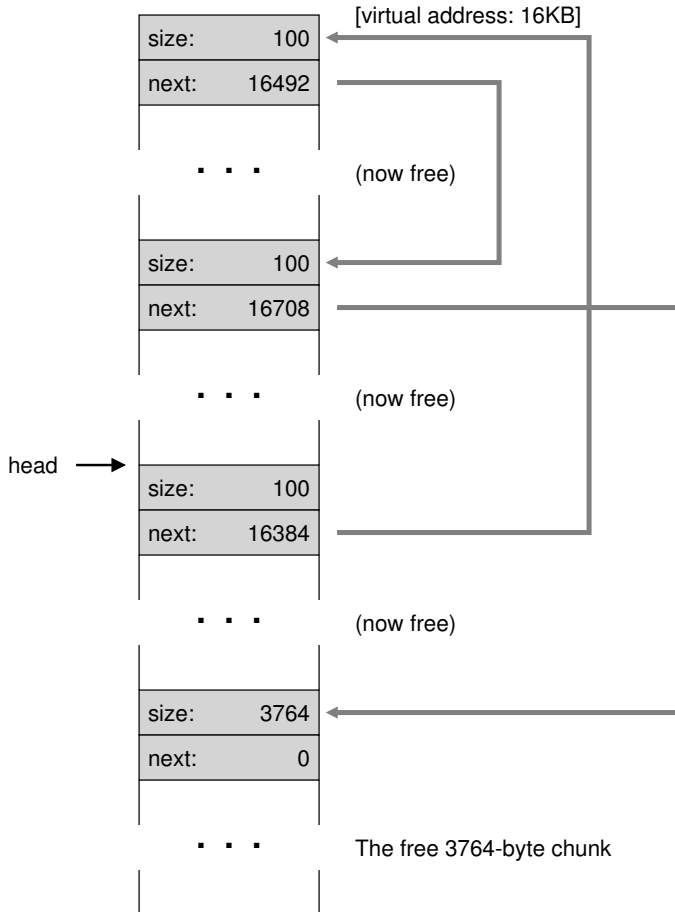 [virtual address: 16KB]
size: 100
next: 16492
. . .
(now free)
size: 100
next: 16708
. . .
(now free)
head
size: 100
next: 16384
. . .
(now free)
size: 3764
next: 0
. . .
The free 3764-byte chunk